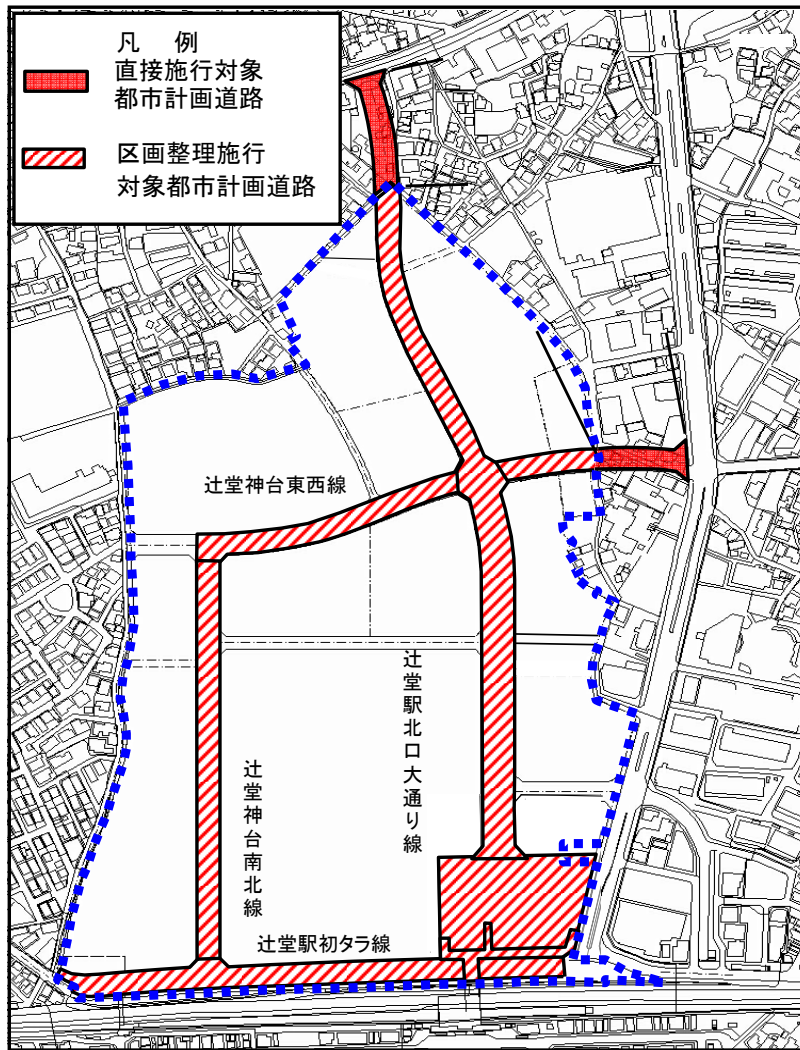 凡 例
直接施行対象
都市計画道路
区画整理施行
対象都市計画道路
辻堂神台東西線
辻堂駅北口大通り線
辻堂神台南北線
辻堂駅初タラ線